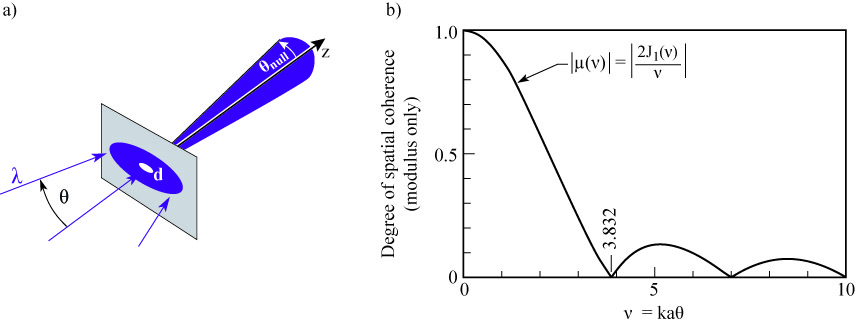 a)
θnull
z
d
λ
θ
b)
Degree of spatial coherence
(modulus only)
1.0
0.5
0
|μ(ν)| = |2J1(ν)/ν|
3.832
0
5
10
ν = kaθ